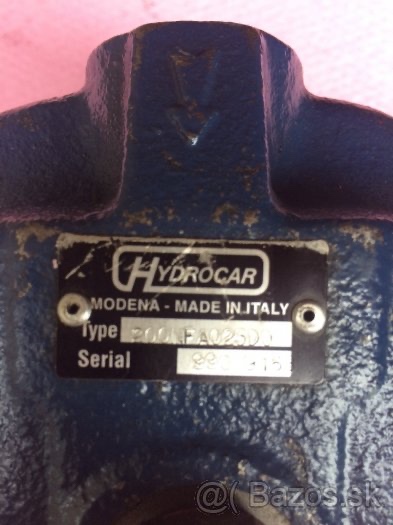 HYDROCAR
MODENA - MADE IN ITALY
Type
Serial
@( Bazos.sk